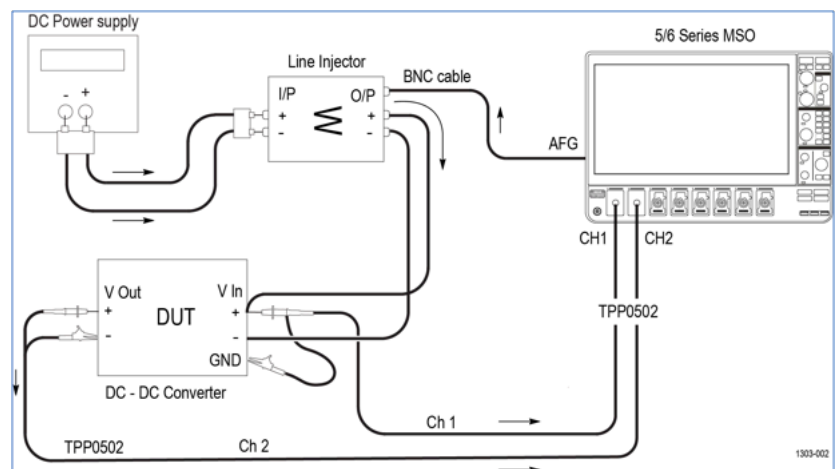 DC Power supply
- +
Line Injector
I/P
O/P
+
-
+
-
BNC cable
5/6 Series MSO
AFG
CH1
CH2
TPP0502
V Out
V In
+
-
DUT
+
-
GND
DC - DC Converter
Ch 1
TPP0502
Ch 2
1303-002